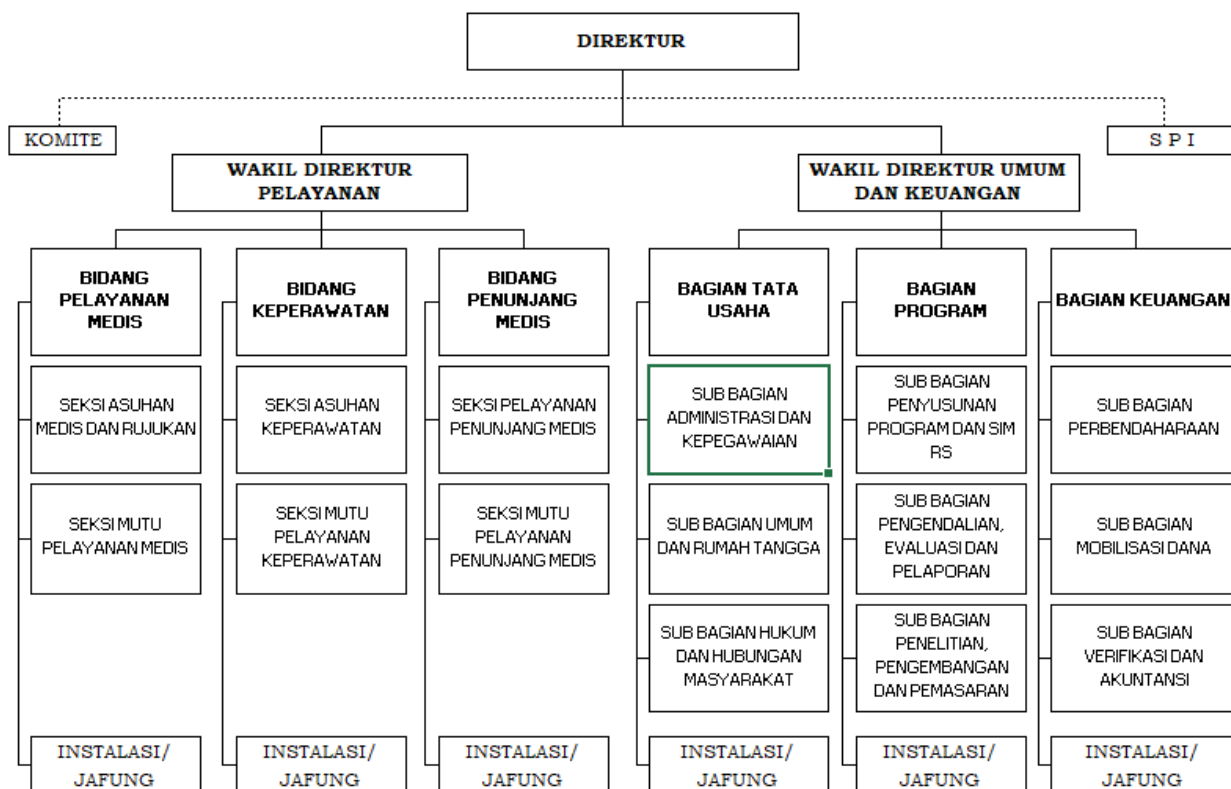 DIREKTUR
KOMITE
S P I
WAKIL DIREKTUR
PELAYANAN
WAKIL DIREKTUR UMUM
DAN KEUANGAN
BIDANG
PELAYANAN
MEDIS
BIDANG
KEPERAWATAN
BIDANG
PENUNJANG
MEDIS
BAGIAN TATA
USAHA
BAGIAN
PROGRAM
BAGIAN KEUANGAN
SEKSI ASUHAN
MEDIS DAN RUJUKAN
SEKSI ASUHAN
KEPERAWATAN
SEKSI PELAYANAN
PENUNJANG MEDIS
SUB BAGIAN
ADMINISTRASI DAN
KEPEGAWAIAN
SUB BAGIAN
PENYUSUNAN
PROGRAM DAN SIM
RS
SUB BAGIAN
PERBENDAHARAAN
SEKSI MUTU
PELAYANAN MEDIS
SEKSI MUTU
PELAYANAN
KEPERAWATAN
SEKSI MUTU
PELAYANAN
PENUNJANG MEDIS
SUB BAGIAN UMUM
DAN RUMAH TANGGA
SUB BAGIAN
PENGENDALIAN,
EVALUASI DAN
PELAPORAN
SUB BAGIAN
MOBILISASI DANA
SUB BAGIAN HUKUM
DAN HUBUNGAN
MASYARAKAT
SUB BAGIAN
PENELITIAN,
PENGEMBANGAN
DAN PEMASARAN
SUB BAGIAN
VERIFIKASI DAN
AKUNTANSI
INSTALASI/
JAFUNG
INSTALASI/
JAFUNG
INSTALASI/
JAFUNG
INSTALASI/
JAFUNG
INSTALASI/
JAFUNG
INSTALASI/
JAFUNG